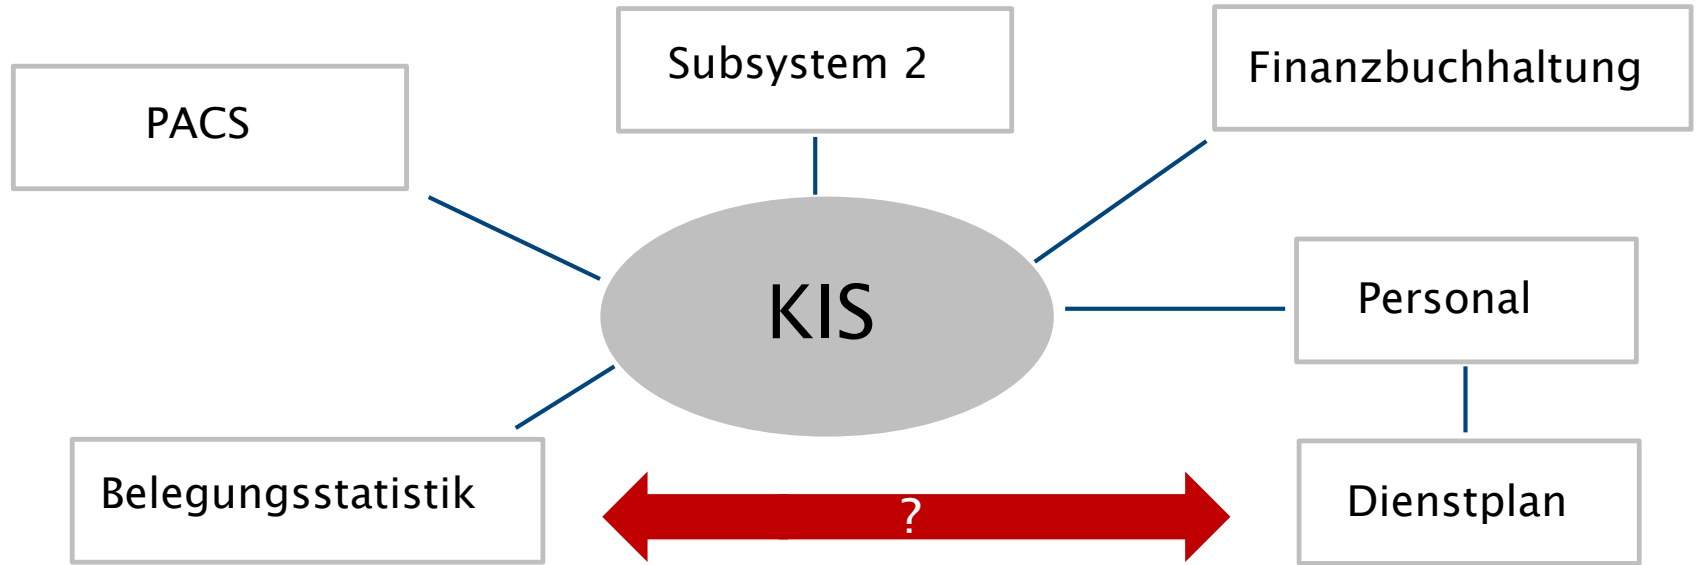 Subsystem 2
Finanzbuchhaltung
PACS
KIS
Personal
Belegungsstatistik
?
Dienstplan